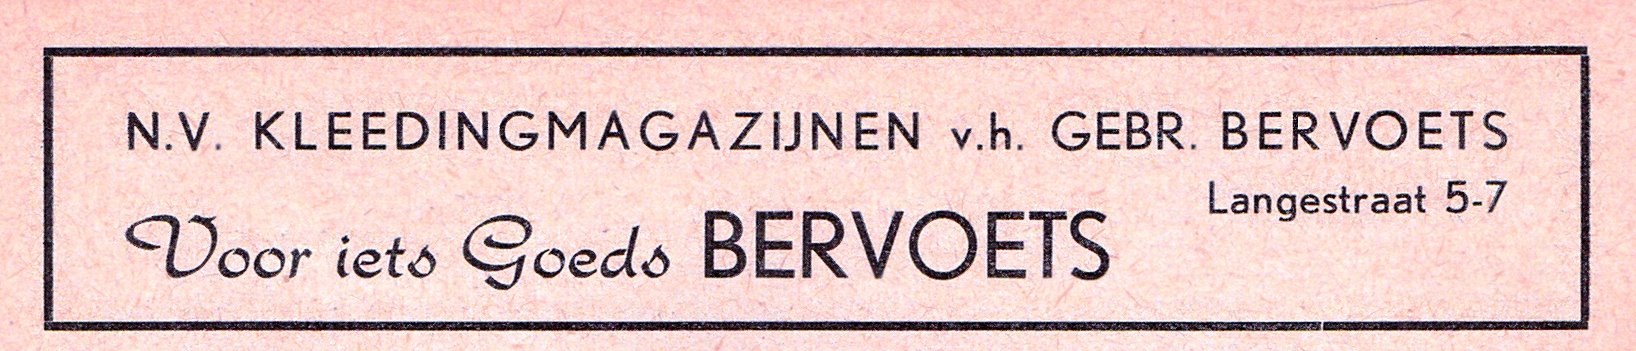 N.V. KLEEDINGMAGAZIJNEN v.h. GEBR. BERVOETS
Langestraat 5-7
Voor iets Goeds BERVOETS